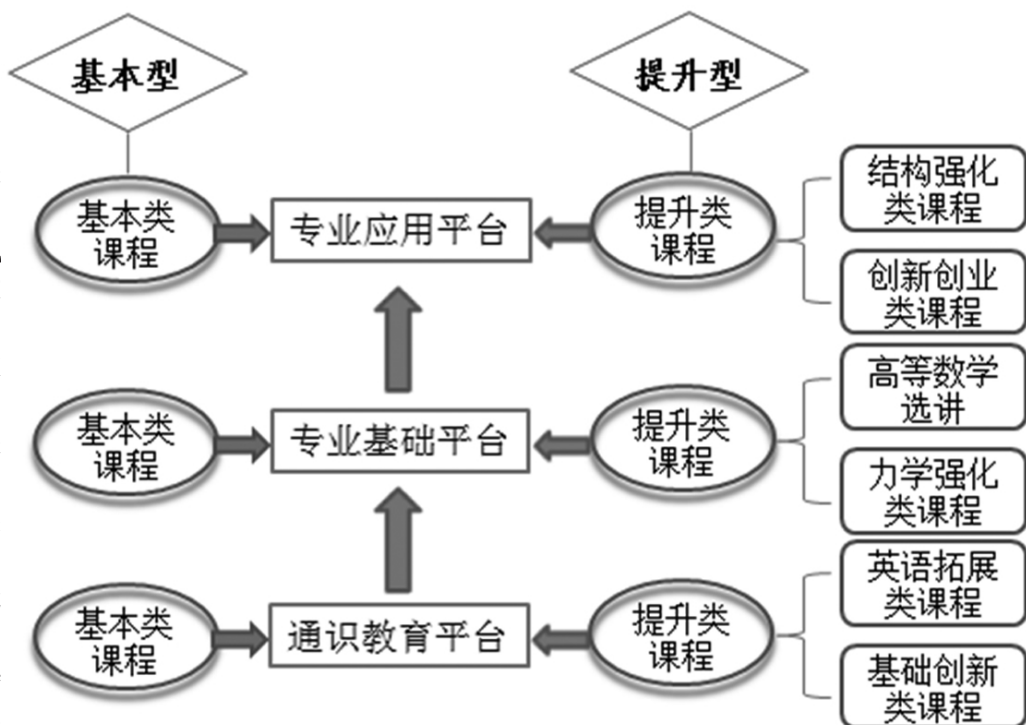 基本型
提升型
基本类
课程
专业应用平台
提升类
课程
结构强化
类课程
创新创业
类课程
基本类
课程
专业基础平台
提升类
课程
高等数学
选讲
力学强化
类课程
基本类
课程
通识教育平台
提升类
课程
英语拓展
类课程
基础创新
类课程